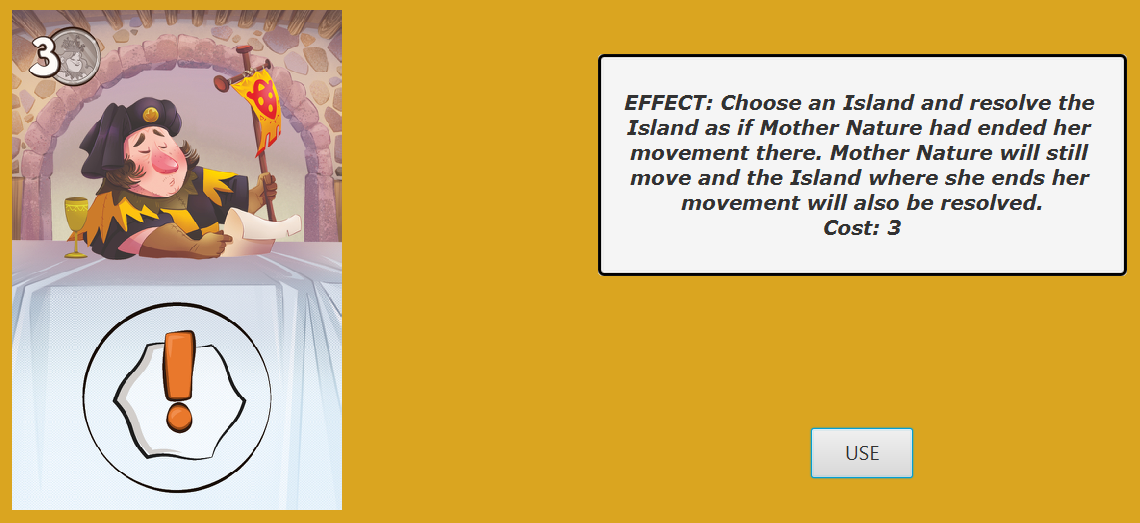 3
EFFECT: Choose an Island and resolve the
Island as if Mother Nature had ended her
movement there. Mother Nature will still
move and the Island where she ends her
movement will also be resolved.
Cost: 3
!
USE